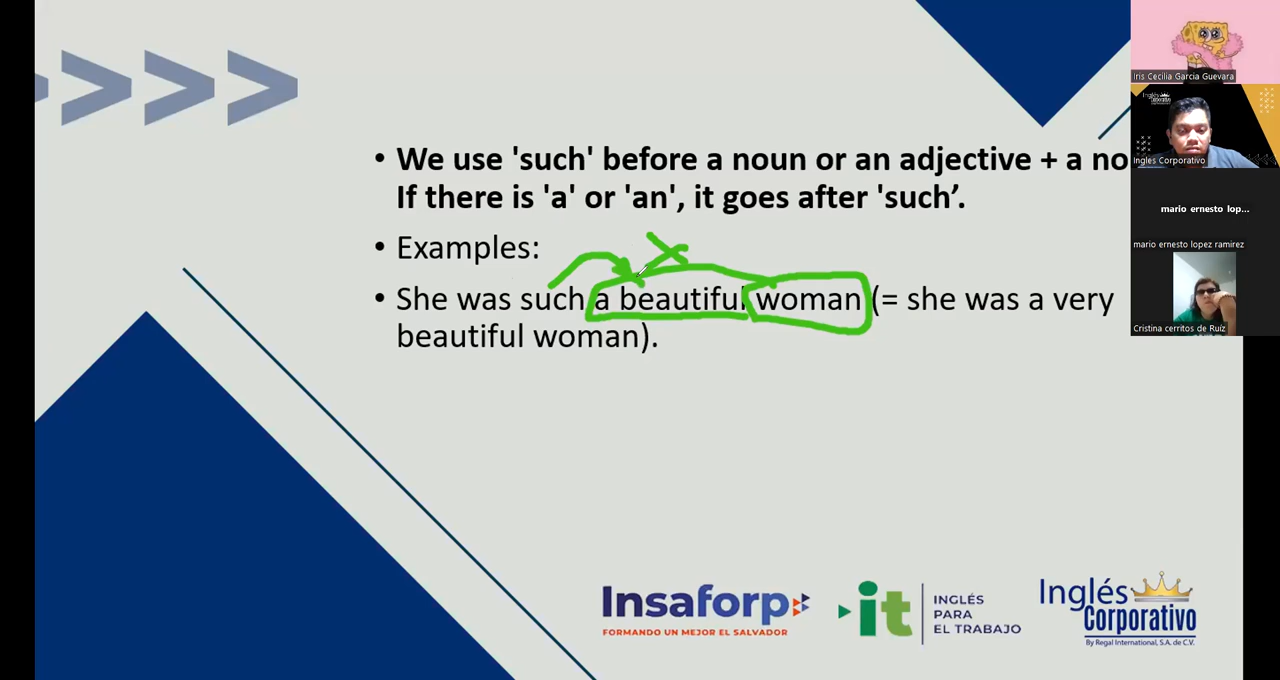 • We use 'such' before a noun or an adjective + a no
If there is 'a' or 'an', it goes after 'such’.
• Examples:
• She was such a beautiful woman (= she was a very
beautiful woman).
Iris Cecilia Garcia Guevara
Inglés Corporativo
Ingles Corporativo
mario ernesto lop...
mario ernesto lopez ramirez
Cristina cerritos de Ruíz
Insaforp
FORMANDO UN MEJOR EL SALVADOR
it
INGLÉS
PARA
EL TRABAJO
Inglés
Corporativo
By Regal International, S.A. de C.V.